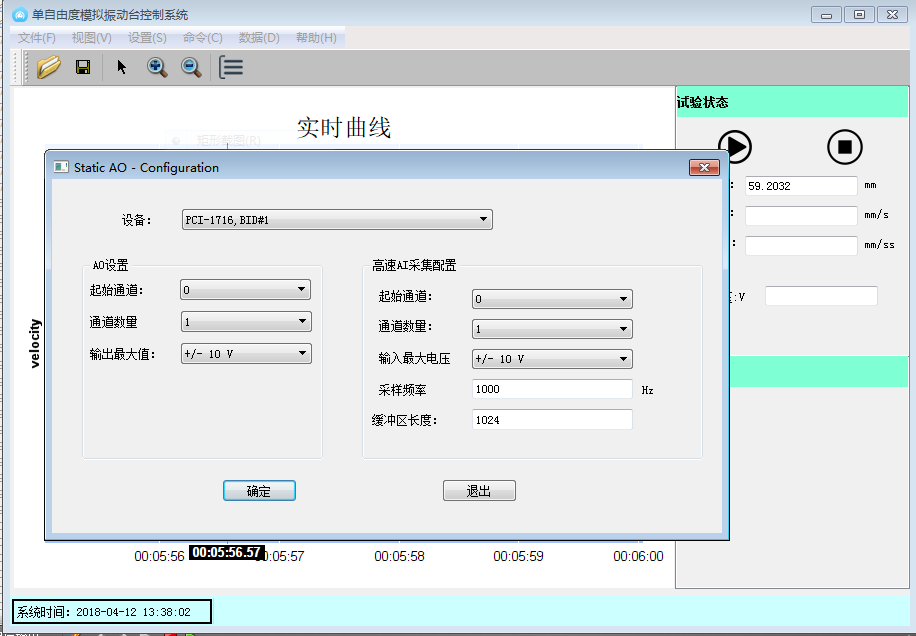 单自由度模拟振动台控制系统
文件(F) 视图(V) 设置(S) 命令(C) 数据(D) 帮助(H)
试验状态
实时曲线
矩形截图(R)
Static AO - Configuration
: 59.2032 mm
设备: PCI-1716,BID#1
: mm/s
: mm/ss
AO设置
高速AI采集配置
起始通道: 0
起始通道: 0
:V
通道数量 1
通道数量: 1
velocity
输出最大值: +/- 10 V
输入最大电压 +/- 10 V
采样频率 1000 Hz
缓冲区长度: 1024
确定
退出
00:05:56 00:05:56.57 0:05:57 00:05:58 00:05:59 00:06:00
系统时间: 2018-04-12 13:38:02